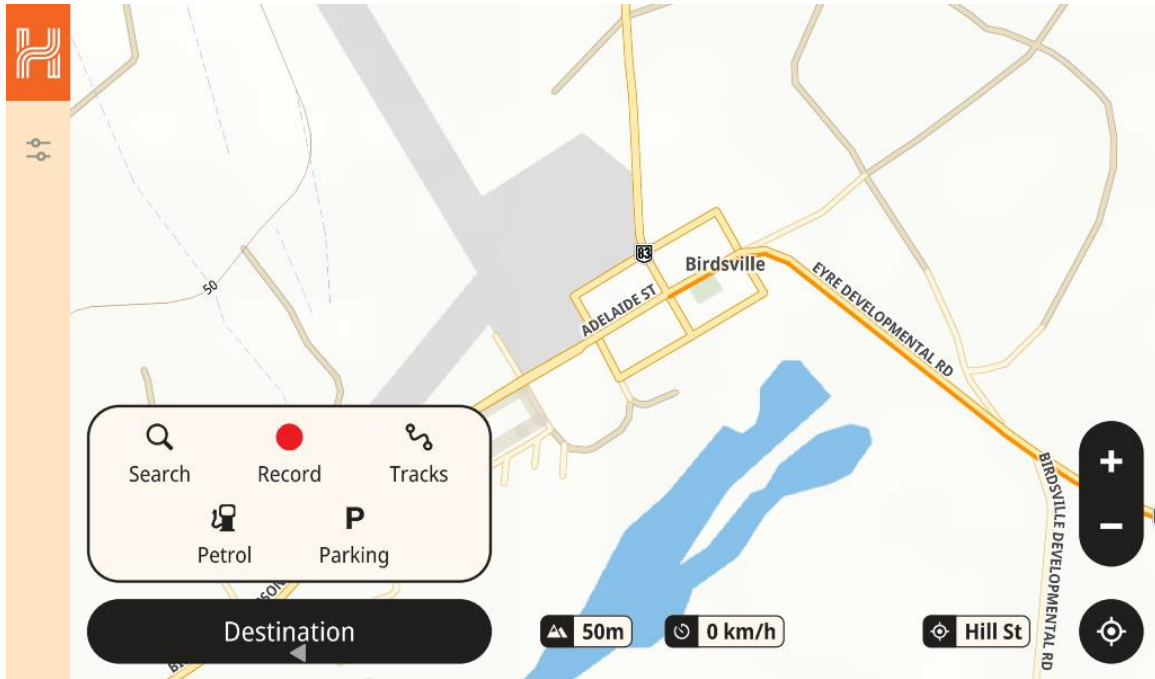 83
Birdsville
50
ADELAIDE ST
EYRE DEVELOPMENTAL RD
BIRDSVILLE DEVELOPMENTAL RD
Search
Record
Tracks
P
Petrol
Parking
Destination
50m
0 km/h
Hill St